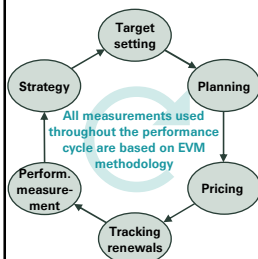 Target
setting
Strategy
Planning
All measurements used
throughout the performance
cycle are based on EVM
methodology
Perform.
measure-
ment
Pricing
Tracking
renewals